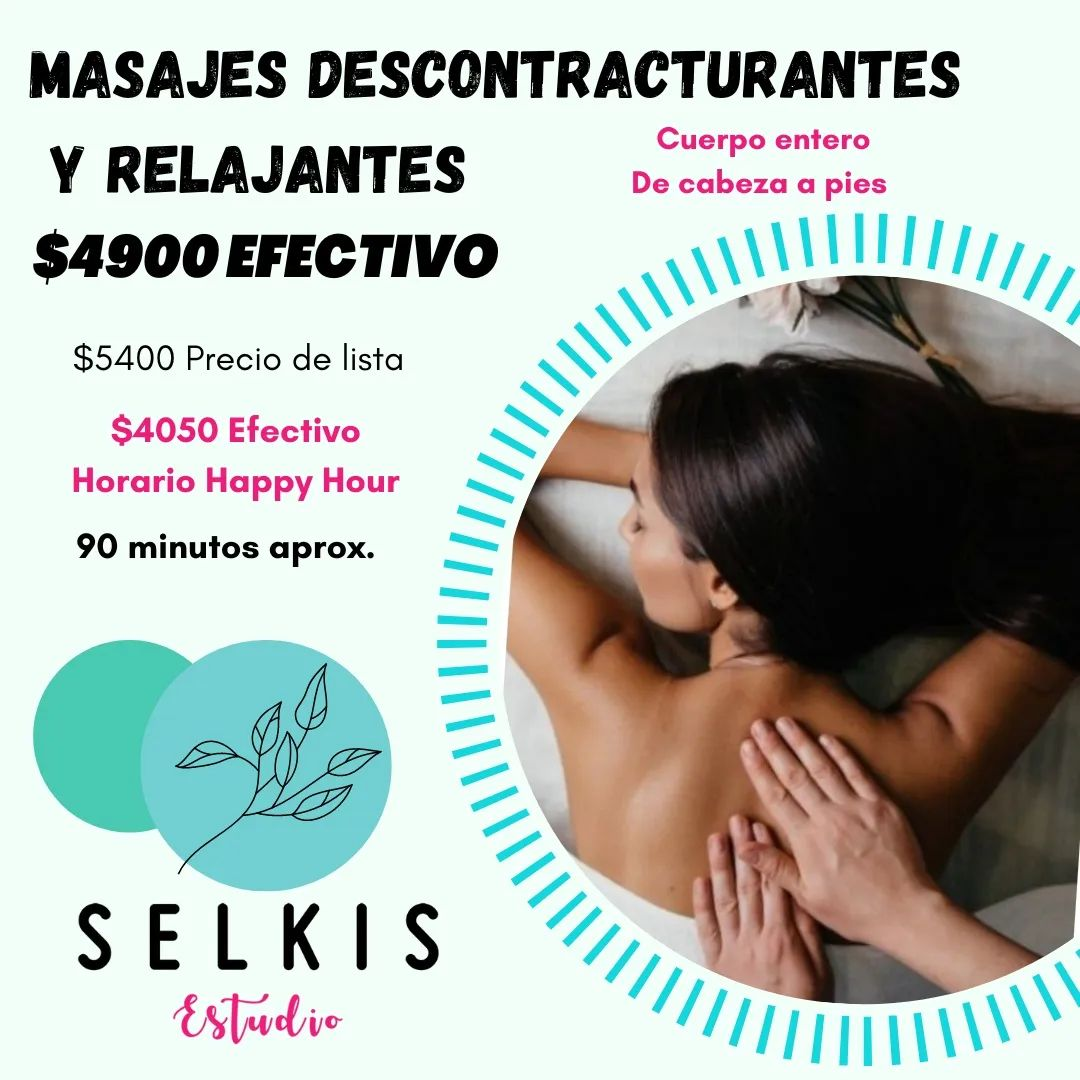 MASAJES DESCONTRACTURANTES
Y RELAJANTES
Cuerpo entero
De cabeza a pies
$4900 EFECTIVO
$5400 Precio de lista
$4050 Efectivo
Horario Happy Hour
90 minutos aprox.
SELKIS
Estudio